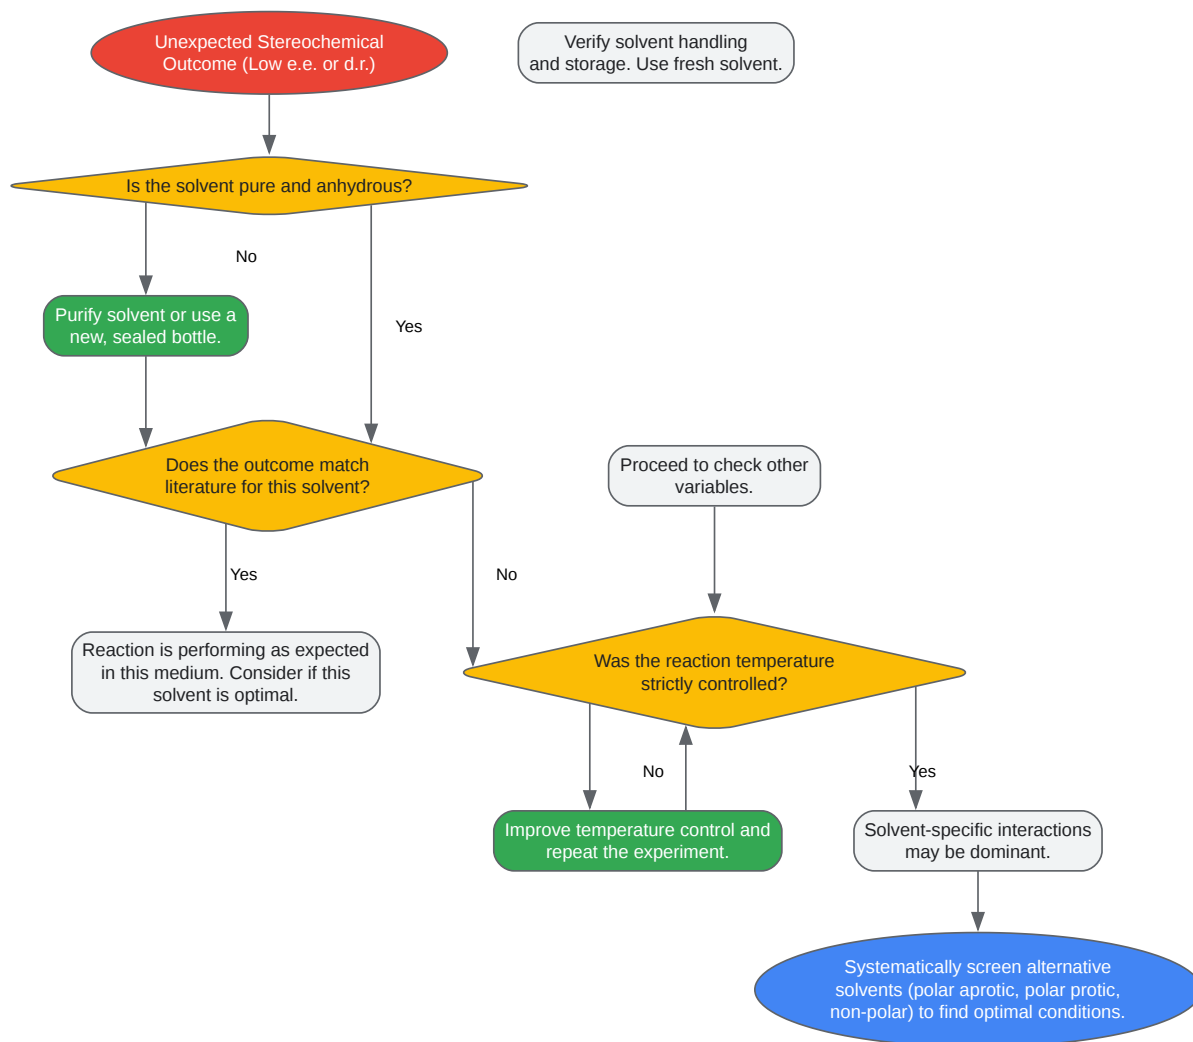 Unexpected Stereochemical
Outcome (Low e.e. or d.r.)
Verify solvent handling
and storage. Use fresh solvent.
Is the solvent pure and anhydrous?
No
Purify solvent or use a
new, sealed bottle.
Yes
Does the outcome match
literature for this solvent?
Proceed to check other
variables.
Yes
No
Reaction is performing as expected
in this medium. Consider if this
solvent is optimal.
Was the reaction temperature
strictly controlled?
No
Yes
Improve temperature control and
repeat the experiment.
Solvent-specific interactions
may be dominant.
Systematically screen alternative
solvents (polar aprotic, polar protic,
non-polar) to find optimal conditions.